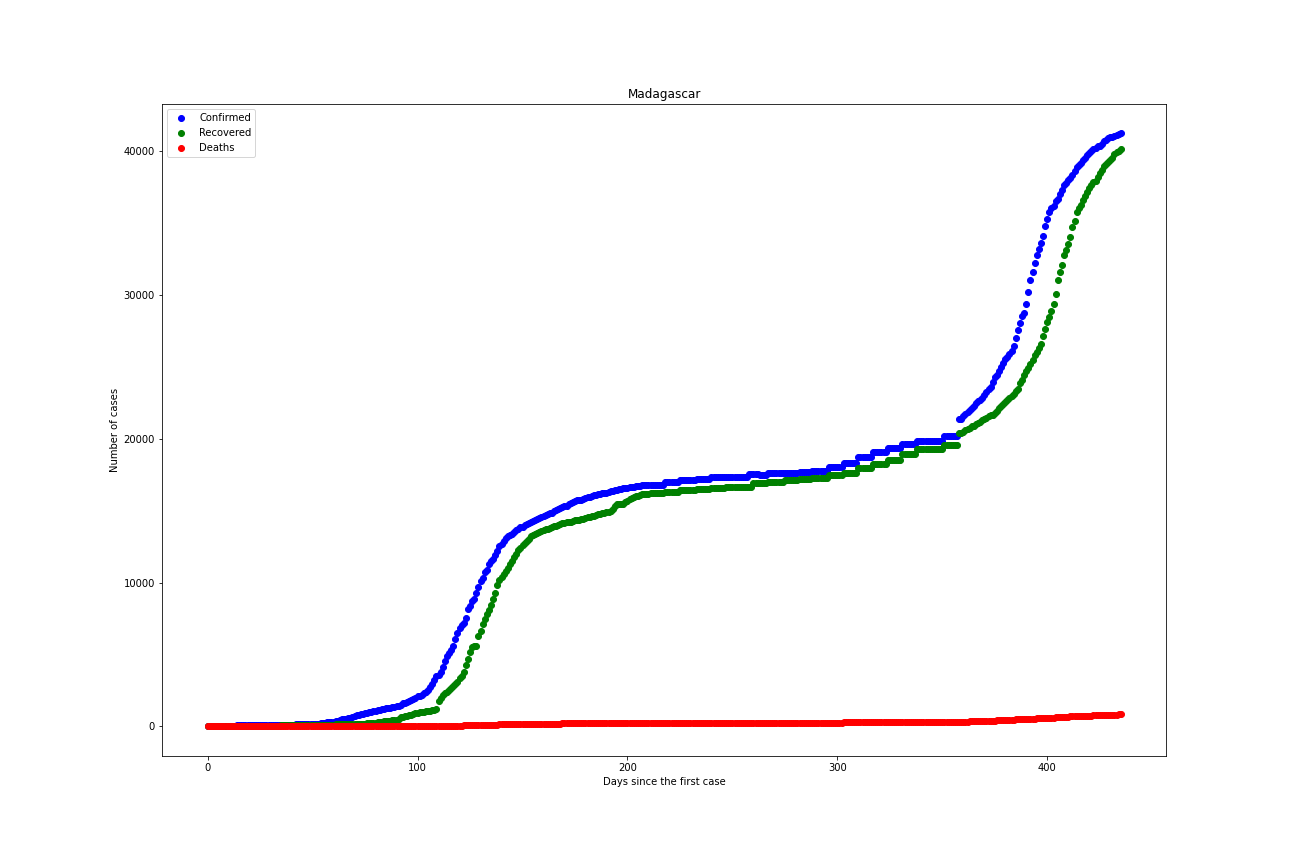 Madagascar
Confirmed
Recovered
Deaths
40000
30000
20000
10000
0
Number of cases
0 100 200 300 400
Days since the first case